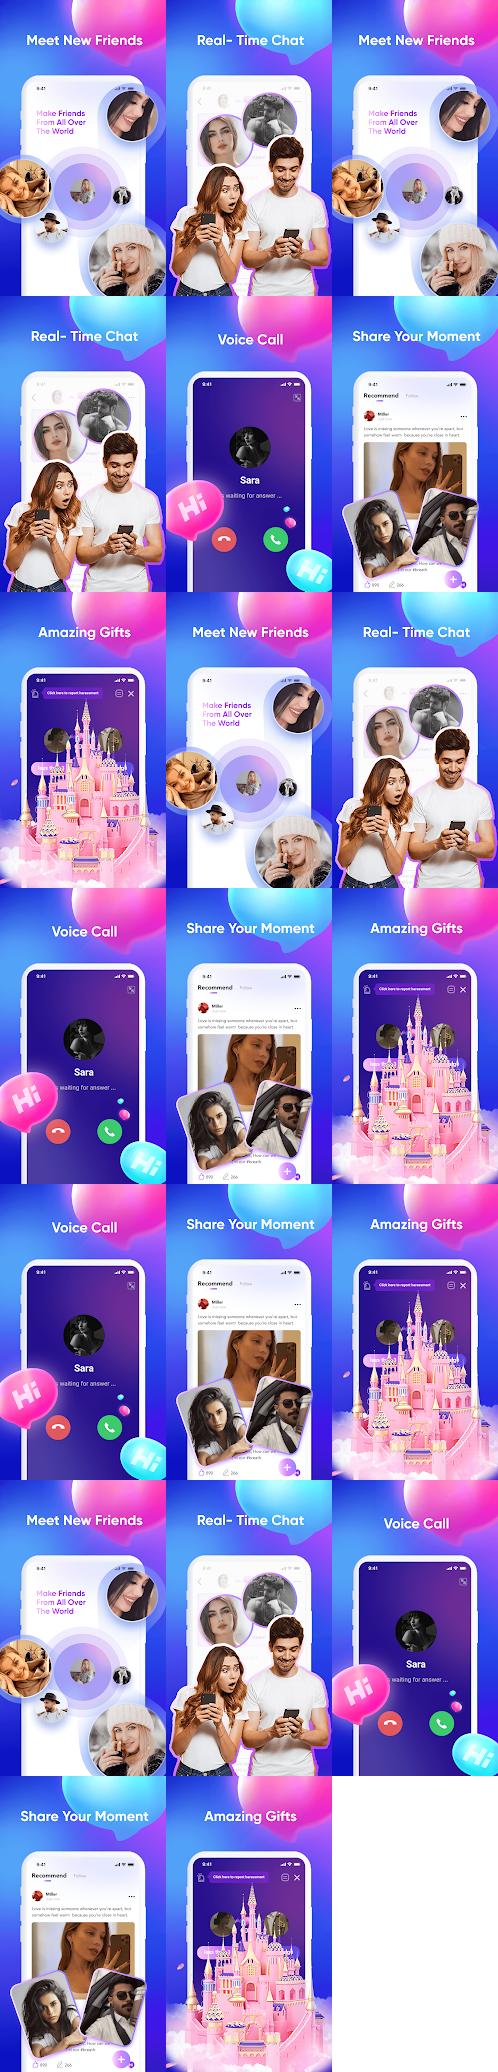 Meet New Friends
9:41
Make Friends
From All Over
The World
Real- Time Chat
Meet New Friends
9:41
Make Friends
From All Over
The World
Real- Time Chat
Voice Call
9:41
Sara
waiting for answer ...
Hi
Hi
Share Your Moment
9:41
Recommend Follow
Miller
Love is missing someone whenever you're apart, but
somehow feel warm because you're close in heart.
890 266
Amazing Gifts
9:41
Click here to report harassment
Meet New Friends
9:41
Make Friends
From All Over
The World
Real- Time Chat
Voice Call
9:41
Sara
waiting for answer ...
Hi
Hi
Share Your Moment
9:41
Recommend Follow
Miller
Love is missing someone whenever you're apart, but
somehow feel warm because you're close in heart.
890 266
Amazing Gifts
9:41
Click here to report harassment
Voice Call
9:41
Sara
waiting for answer ...
Hi
Hi
Share Your Moment
9:41
Recommend Follow
Miller
Love is missing someone whenever you're apart, but
somehow feel warm because you're close in heart.
890 266
Amazing Gifts
9:41
Click here to report harassment
Meet New Friends
9:41
Make Friends
From All Over
The World
Real- Time Chat
Voice Call
9:41
Sara
waiting for answer ...
Hi
Hi
Share Your Moment
9:41
Recommend Follow
Miller
Love is missing someone whenever you're apart, but
somehow feel warm because you're close in heart.
890 266
Amazing Gifts
9:41
Click here to report harassment